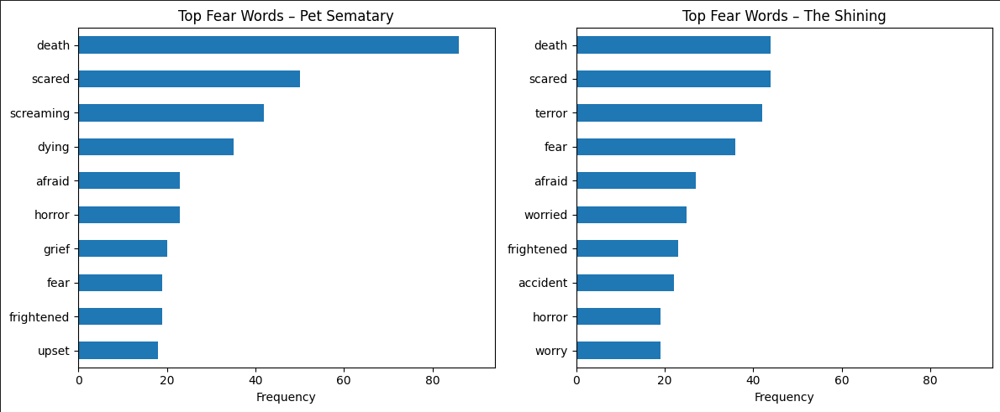 Top Fear Words – Pet Sematary
death
scared
screaming
dying
afraid
horror
grief
fear
frightened
upset
0 20 40 60 80
Frequency
Top Fear Words – The Shining
death
scared
terror
fear
afraid
worried
frightened
accident
horror
worry
0 20 40 60 80
Frequency